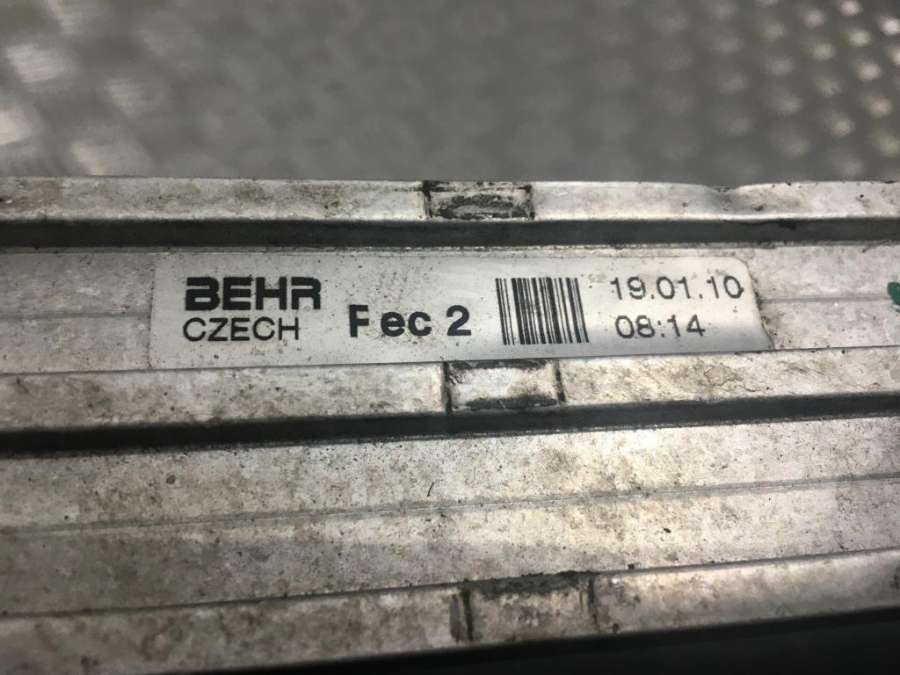 BEHR
CZECH
F ec 2
19.01.10
08:14